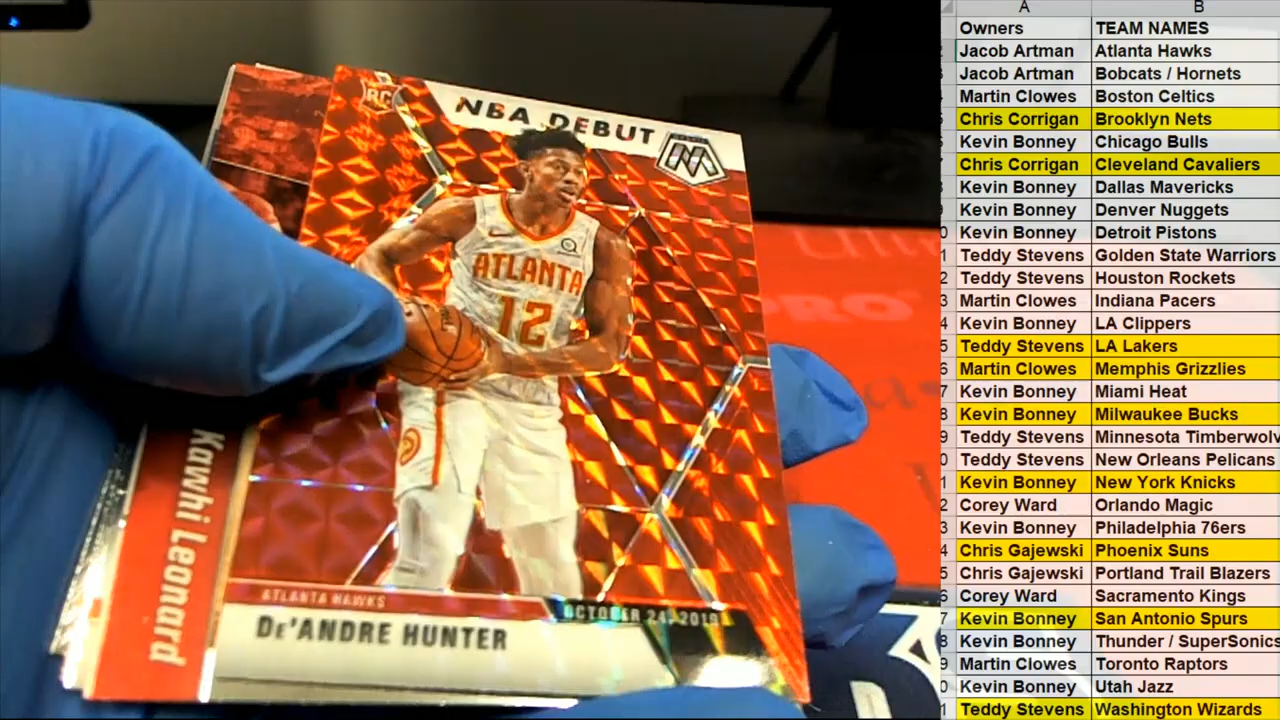 RC
NBA DEBUT
ATLANTA
12
ATLANTA HAWKS
OCTOBER 24, 2019
DE'ANDRE HUNTER
Kawhi Leonard
PRO
A B
Owners TEAM NAMES
Jacob Artman Atlanta Hawks
Jacob Artman Bobcats / Hornets
Martin Clowes Boston Celtics
Chris Corrigan Brooklyn Nets
Kevin Bonney Chicago Bulls
Chris Corrigan Cleveland Cavaliers
Kevin Bonney Dallas Mavericks
Kevin Bonney Denver Nuggets
Kevin Bonney Detroit Pistons
Teddy Stevens Golden State Warriors
Teddy Stevens Houston Rockets
Martin Clowes Indiana Pacers
Kevin Bonney LA Clippers
Teddy Stevens LA Lakers
Martin Clowes Memphis Grizzlies
Kevin Bonney Miami Heat
Kevin Bonney Milwaukee Bucks
Teddy Stevens Minnesota Timberwolv
Teddy Stevens New Orleans Pelicans
Kevin Bonney New York Knicks
Corey Ward Orlando Magic
Kevin Bonney Philadelphia 76ers
Chris Gajewski Phoenix Suns
Chris Gajewski Portland Trail Blazers
Corey Ward Sacramento Kings
Kevin Bonney San Antonio Spurs
Kevin Bonney Thunder / SuperSonics
Martin Clowes Toronto Raptors
Kevin Bonney Utah Jazz
Teddy Stevens Washington Wizards